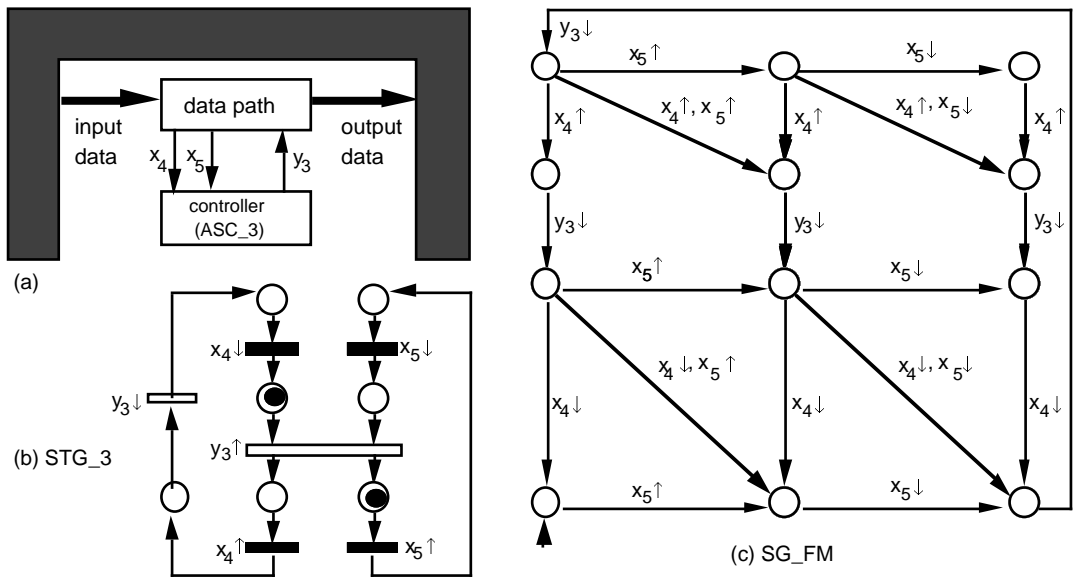 data path
input
data
output
data
x4
x5
y3
controller
(ASC_3)
(a)
x4↓
x5↓
y3↓
y3↑
(b) STG_3
x4↑
x5↑
y3↓
x5↑
x5↓
x4↑
x4↑, x5↑
x4↑
x4↑, x5↓
x4↑
y3↓
y3↓
y3↓
x5↑
x5↓
x4↓
x4↓, x5↑
x4↓
x4↓, x5↓
x4↓
x5↑
x5↓
(c) SG_FM